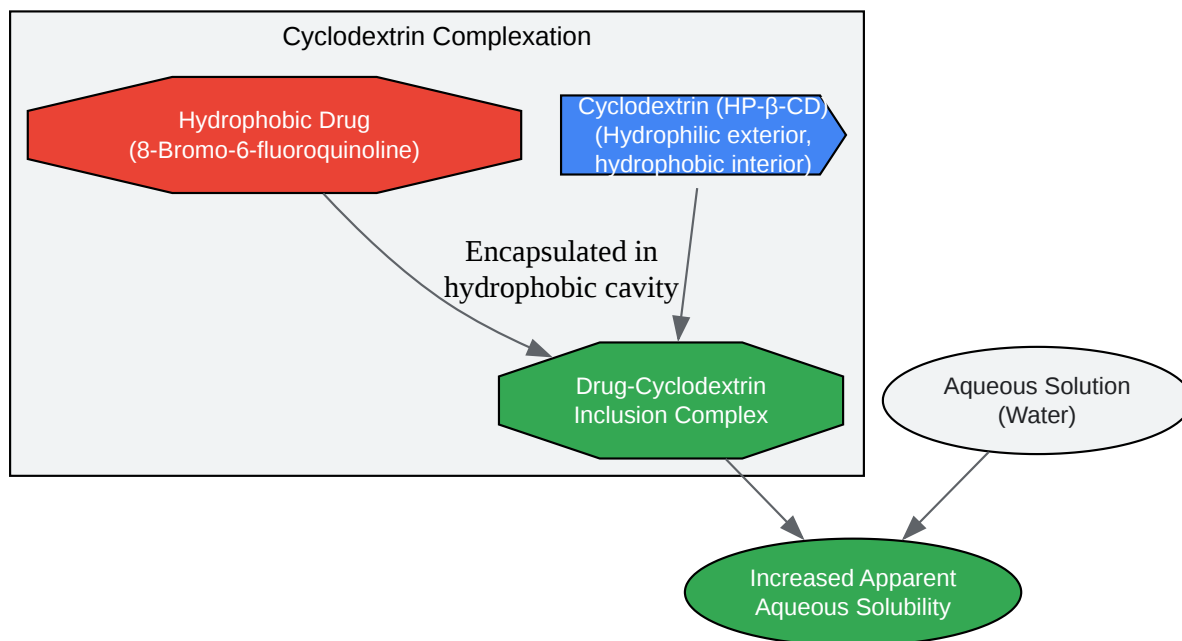 Cyclodextrin Complexation
Hydrophobic Drug
(8-Bromo-6-fluoroquinoline)
Cyclodextrin (HP-β-CD)
(Hydrophilic exterior,
hydrophobic interior)
Encapsulated in
hydrophobic cavity
Drug-Cyclodextrin
Inclusion Complex
Aqueous Solution
(Water)
Increased Apparent
Aqueous Solubility